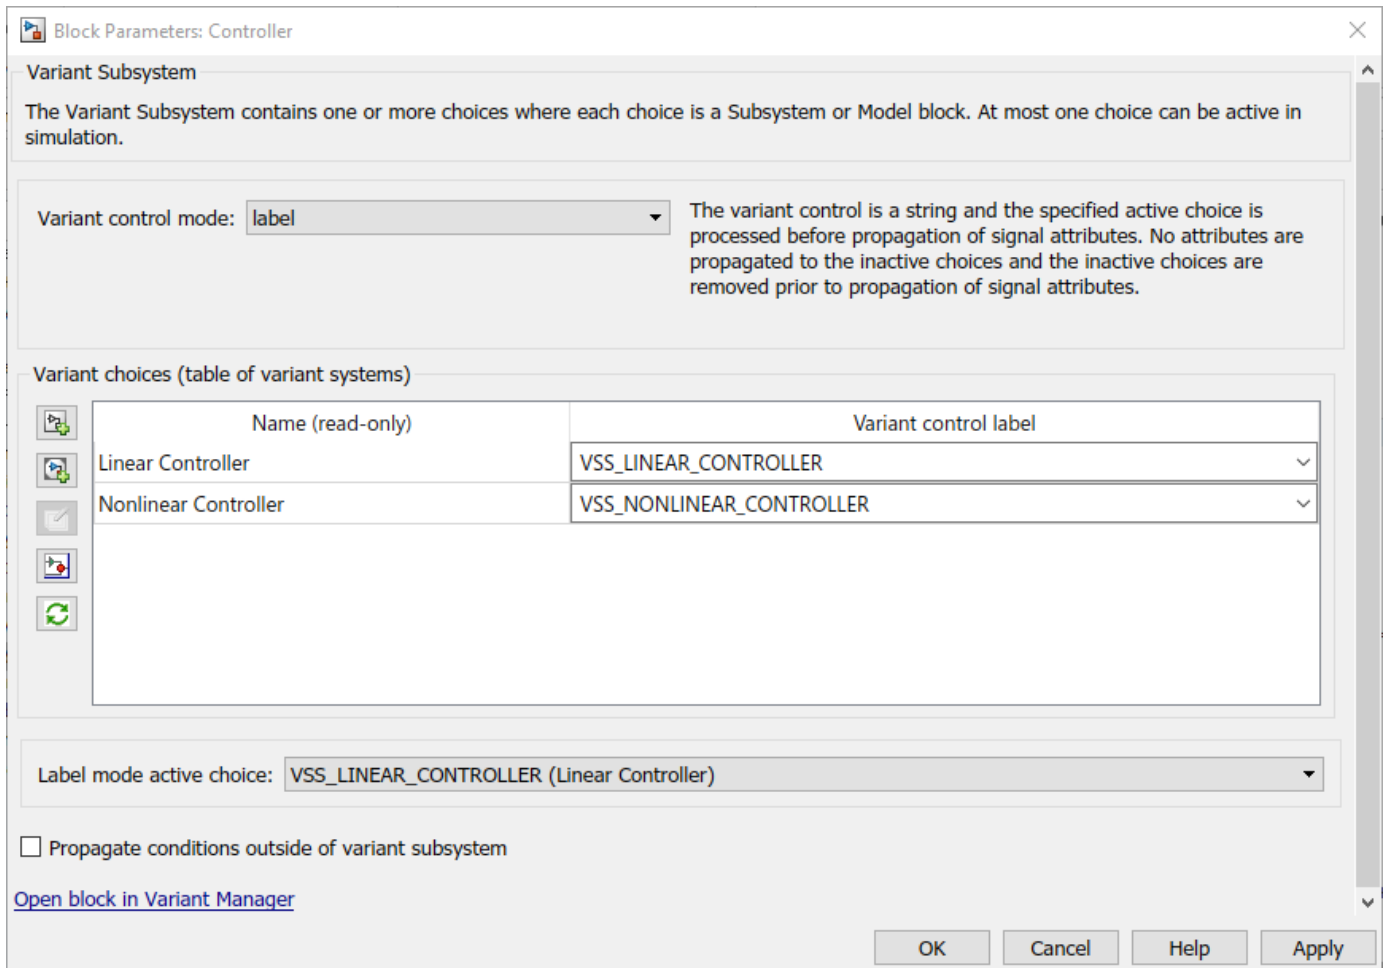 Block Parameters: Controller
Variant Subsystem
The Variant Subsystem contains one or more choices where each choice is a Subsystem or Model block. At most one choice can be active in
simulation.
Variant control mode: label
The variant control is a string and the specified active choice is
processed before propagation of signal attributes. No attributes are
propagated to the inactive choices and the inactive choices are
removed prior to propagation of signal attributes.
Variant choices (table of variant systems)
Name (read-only) Variant control label
Linear Controller VSS_LINEAR_CONTROLLER
Nonlinear Controller VSS_NONLINEAR_CONTROLLER
Label mode active choice: VSS_LINEAR_CONTROLLER (Linear Controller)
Propagate conditions outside of variant subsystem
Open block in Variant Manager
OK Cancel Help Apply